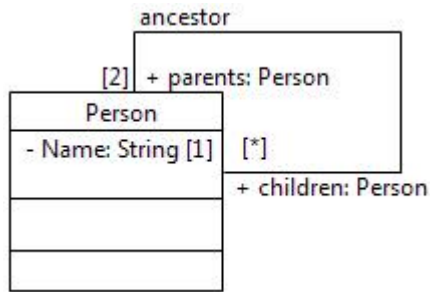 ancestor
[2] + parents: Person
Person
- Name: String [1]
[*]
+ children: Person